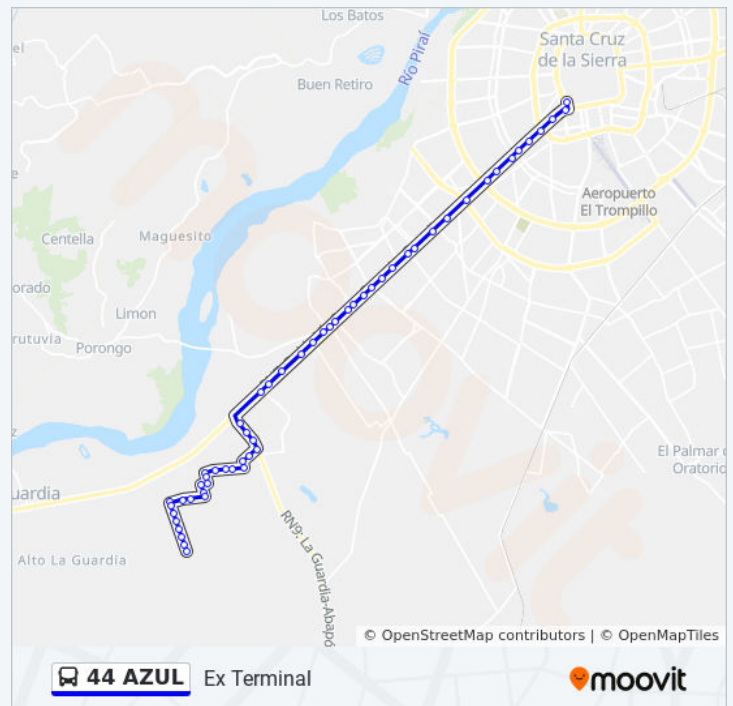 Los Batos
Santa Cruz
de la Sierra
Río Piraí
el
Buen Retiro
e
Aeropuerto
El Trompillo
Centella
Maguesito
orado
Limon
rutuvia
Porongo
z
El Palmar d
Oratorio
uardia
RN9: La Guardia-Abapó
Alto La Guardia
moovit
© OpenStreetMap contributors | © OpenMapTiles
44 AZUL
Ex Terminal
moovit